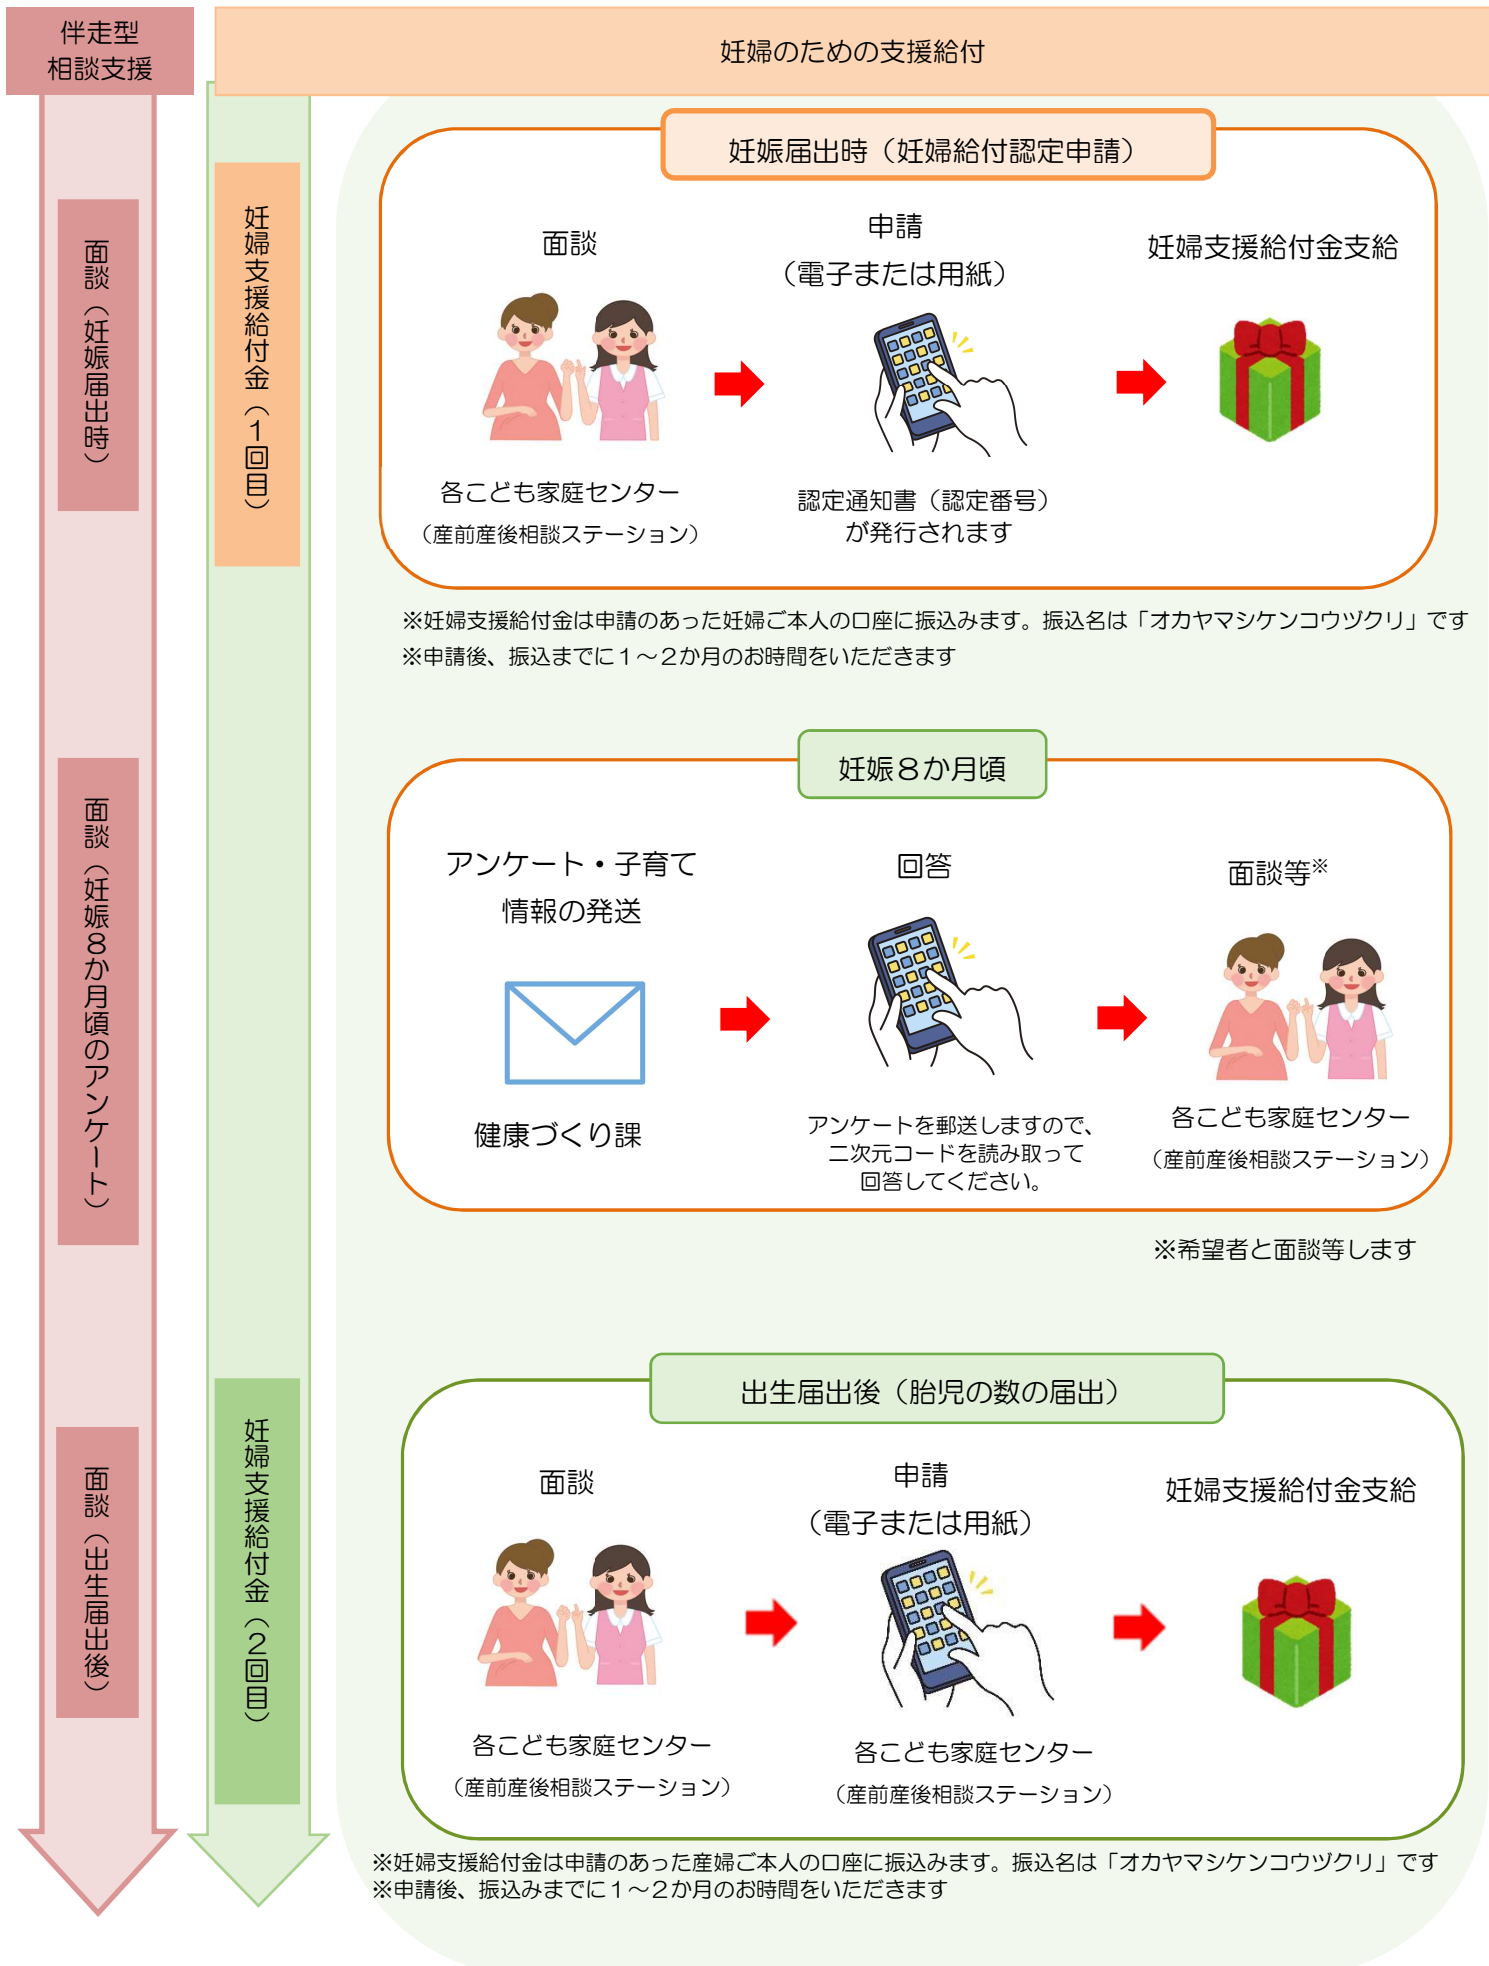 伴走型
相談支援
妊婦のための支援給付
面談（妊娠届出時）
面談（妊娠８か月頃のアンケート）
面談（出生届出後）
妊婦支援給付金（１回目）
妊婦支援給付金（２回目）
妊娠届出時（妊婦給付認定申請）
面談
各こども家庭センター
（産前産後相談ステーション）
申請
（電子または用紙）
認定通知書（認定番号）
が発行されます
妊婦支援給付金支給
※妊婦支援給付金は申請のあった妊婦ご本人の口座に振込みます。振込名は「オカヤマシケンコウヅクリ」です
※申請後、振込までに１～２か月のお時間をいただきます
妊娠８か月頃
アンケート・子育て
情報の発送
健康づくり課
回答
アンケートを郵送しますので、
二次元コードを読み取って
回答してください。
面談等※
各こども家庭センター
（産前産後相談ステーション）
※希望者と面談等します
出生届出後（胎児の数の届出）
面談
各こども家庭センター
（産前産後相談ステーション）
申請
（電子または用紙）
各こども家庭センター
（産前産後相談ステーション）
妊婦支援給付金支給
※妊婦支援給付金は申請のあった産婦ご本人の口座に振込みます。振込名は「オカヤマシケンコウヅクリ」です
※申請後、振込みまでに１～２か月のお時間をいただきます